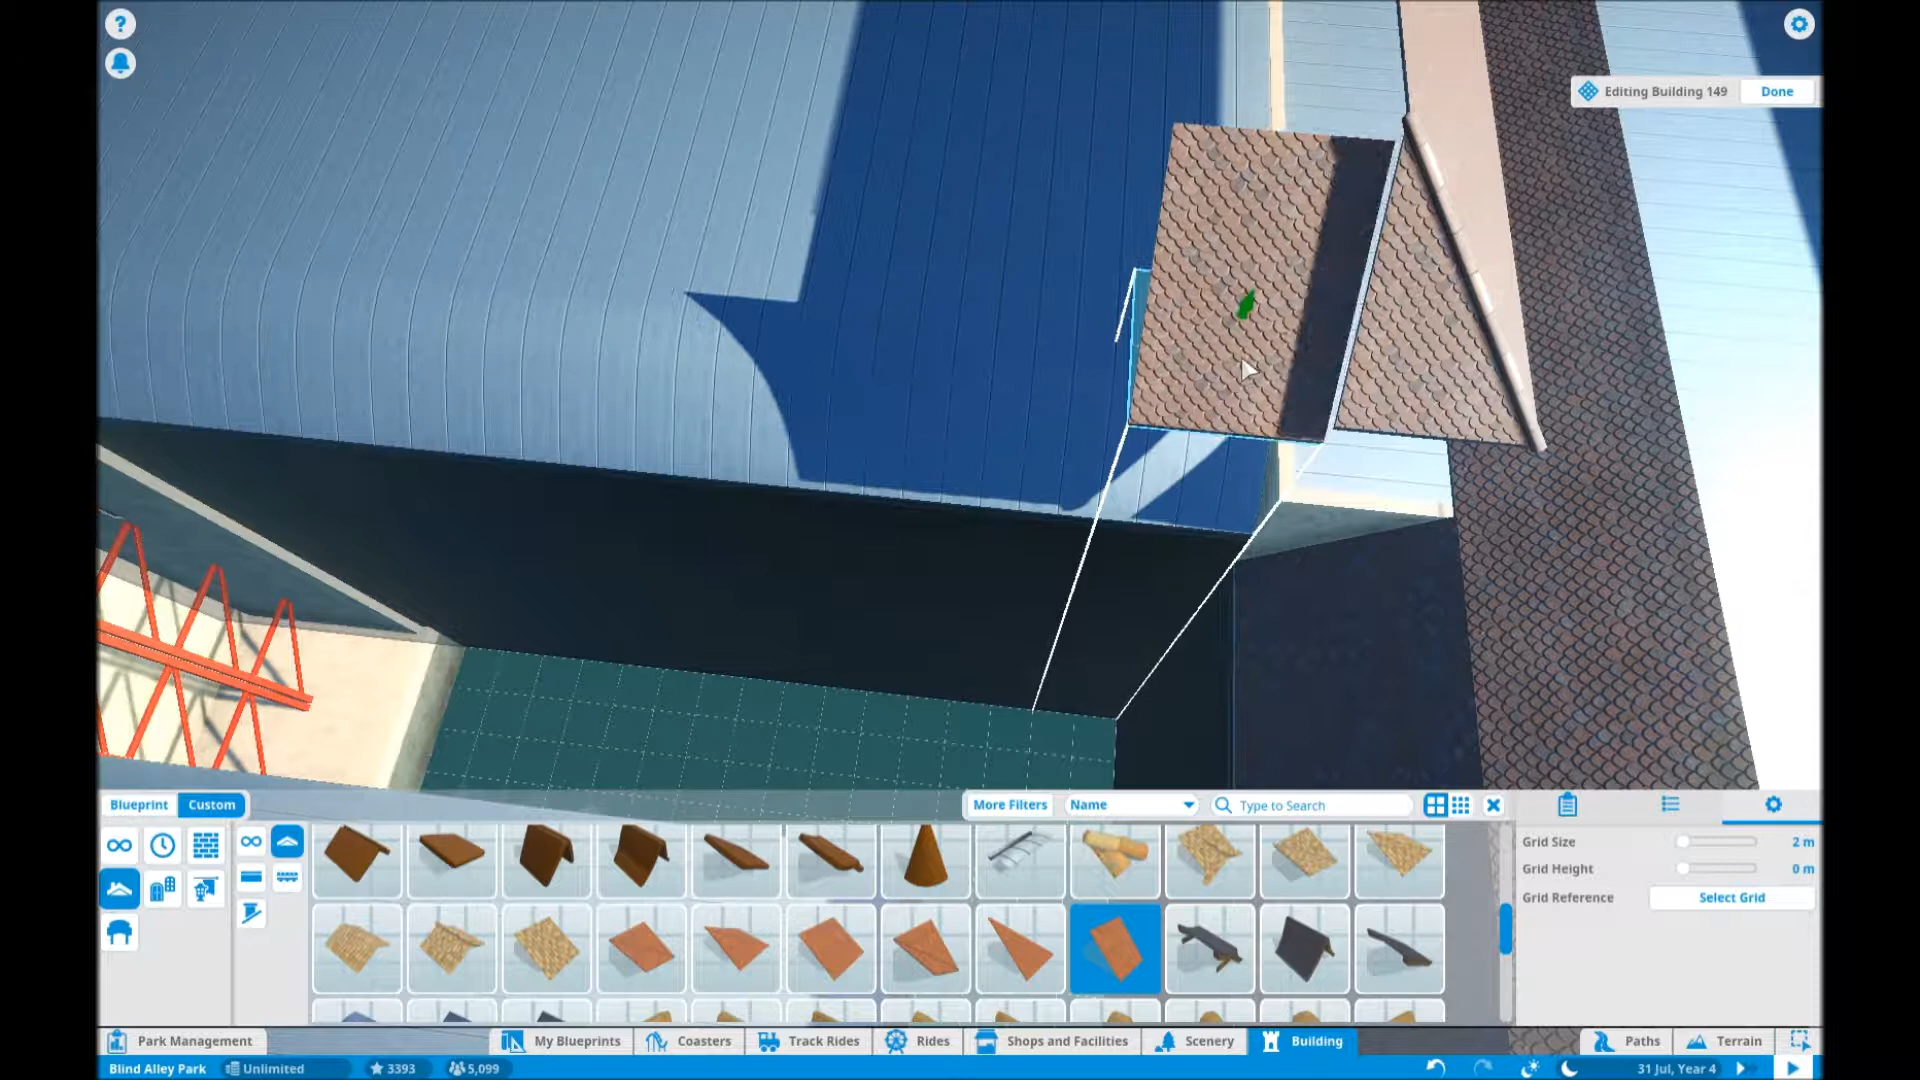 ?
Editing Building 149 Done
Blueprint Custom More Filters Name Type to Search
Grid Size 2 m
Grid Height 0 m
Grid Reference Select Grid
Park Management My Blueprints Coasters Track Rides Rides Shops and Facilities Scenery Building Paths Terrain
Blind Alley Park Unlimited 3393 5,099 31 Jul, Year 4